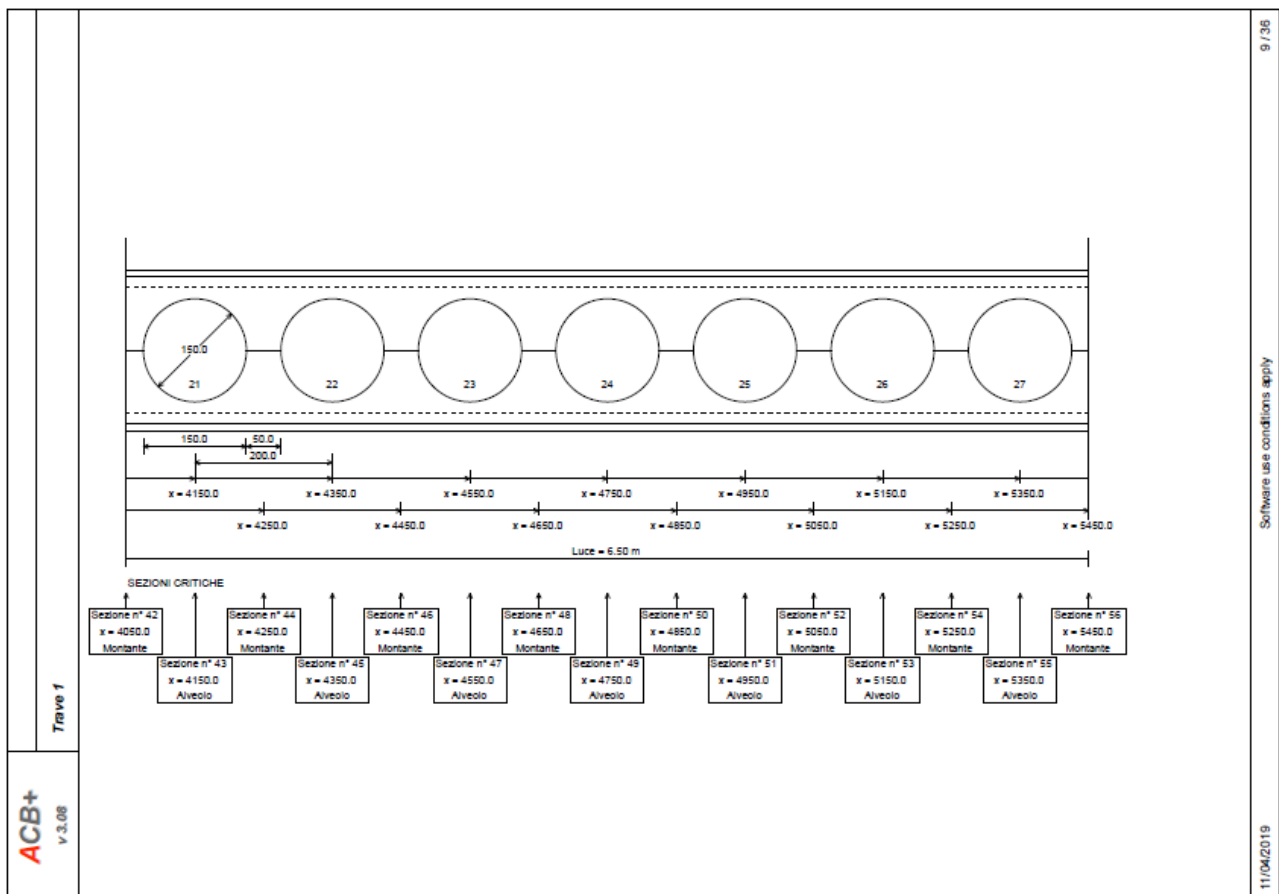 9 / 36
Software use conditions apply
11/04/2019
Trave 1
ACB+
v 3.08
150.0
21
22
23
24
25
26
27
150.0
50.0
200.0
x = 4150.0
x = 4350.0
x = 4550.0
x = 4750.0
x = 4950.0
x = 5150.0
x = 5350.0
x = 4250.0
x = 4450.0
x = 4650.0
x = 4850.0
x = 5050.0
x = 5250.0
x = 5450.0
Luce = 6.50 m
SEZIONI CRITICHE
Sezione n° 42
x = 4050.0
Montante
Sezione n° 44
x = 4250.0
Montante
Sezione n° 46
x = 4450.0
Montante
Sezione n° 48
x = 4650.0
Montante
Sezione n° 50
x = 4850.0
Montante
Sezione n° 52
x = 5050.0
Montante
Sezione n° 54
x = 5250.0
Montante
Sezione n° 56
x = 5450.0
Montante
Sezione n° 43
x = 4150.0
Alveolo
Sezione n° 45
x = 4350.0
Alveolo
Sezione n° 47
x = 4550.0
Alveolo
Sezione n° 49
x = 4750.0
Alveolo
Sezione n° 51
x = 4950.0
Alveolo
Sezione n° 53
x = 5150.0
Alveolo
Sezione n° 55
x = 5350.0
Alveolo